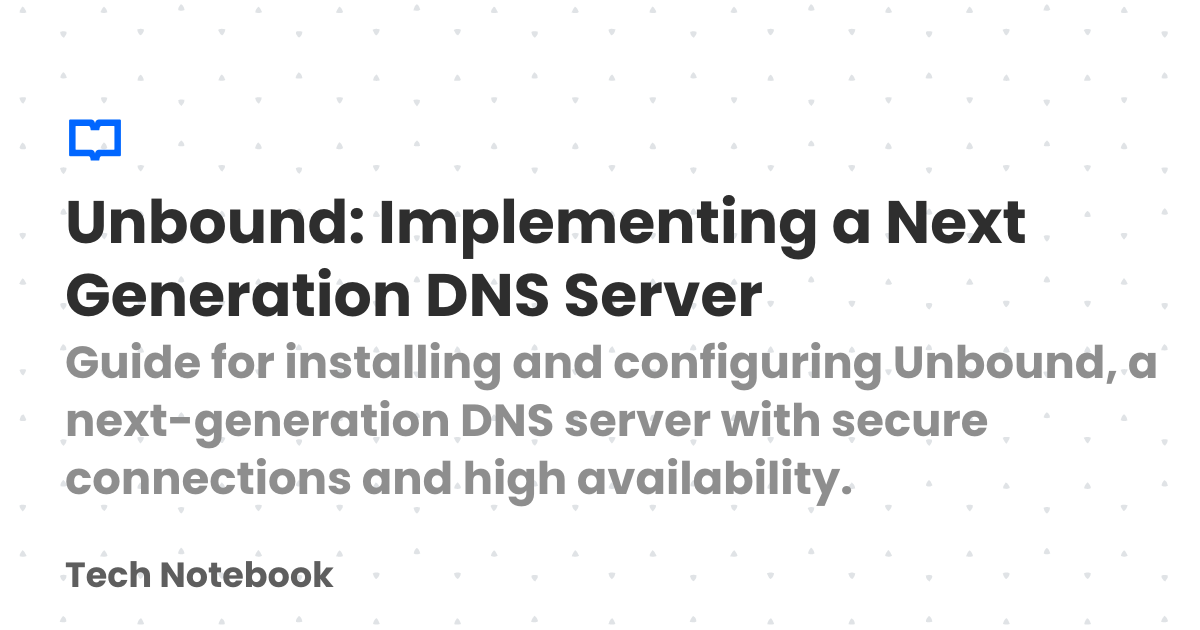 Unbound: Implementing a Next
Generation DNS Server
Guide for installing and configuring Unbound, a
next-generation DNS server with secure
connections and high availability.
Tech Notebook